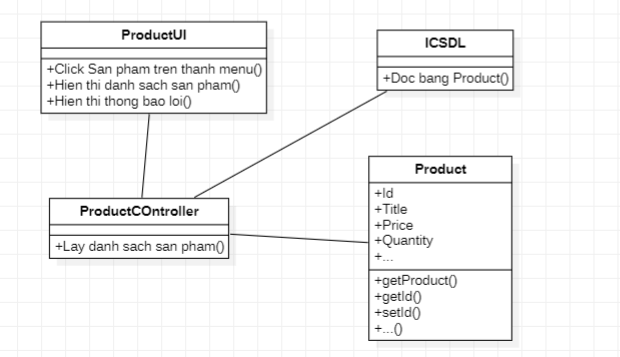 ProductUI
+Click San pham tren thanh menu()
+Hien thi danh sach san pham()
+Hien thi thong bao loi()
ICSDL
+Doc bang Product()
ProductCOntroller
+Lay danh sach san pham()
Product
+Id
+Title
+Price
+Quantity
+...
+getProduct()
+getId()
+setId()
+...()